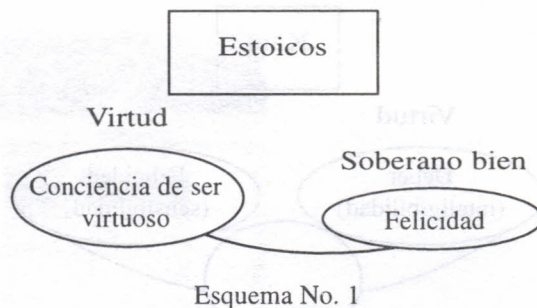 Estoicos
Virtud
Conciencia de ser
virtuoso
Soberano bien
Felicidad
Esquema No. 1